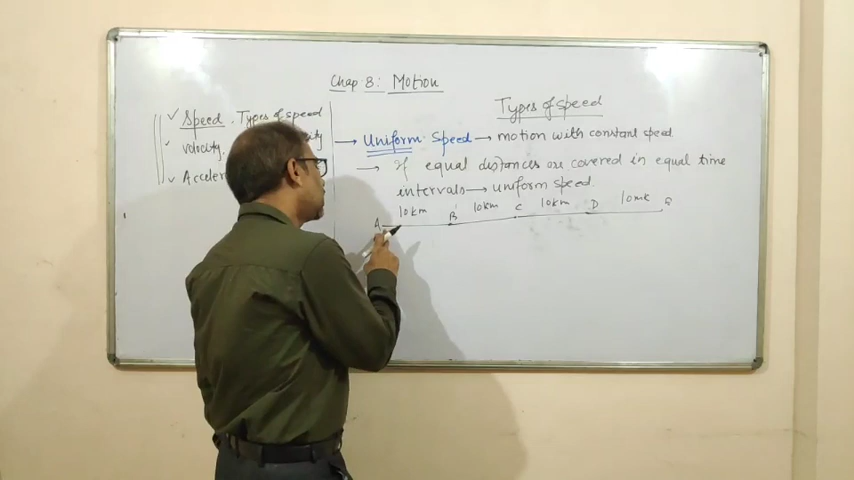 Chap. 8: Motion
Types of speed
Speed. Types of speed
velocity.
Acceler
→ Uniform Speed → motion with constant speed
→ If equal distances are covered in equal time
intervals → uniform speed.
10km 10km 10km 10mk
A B C D